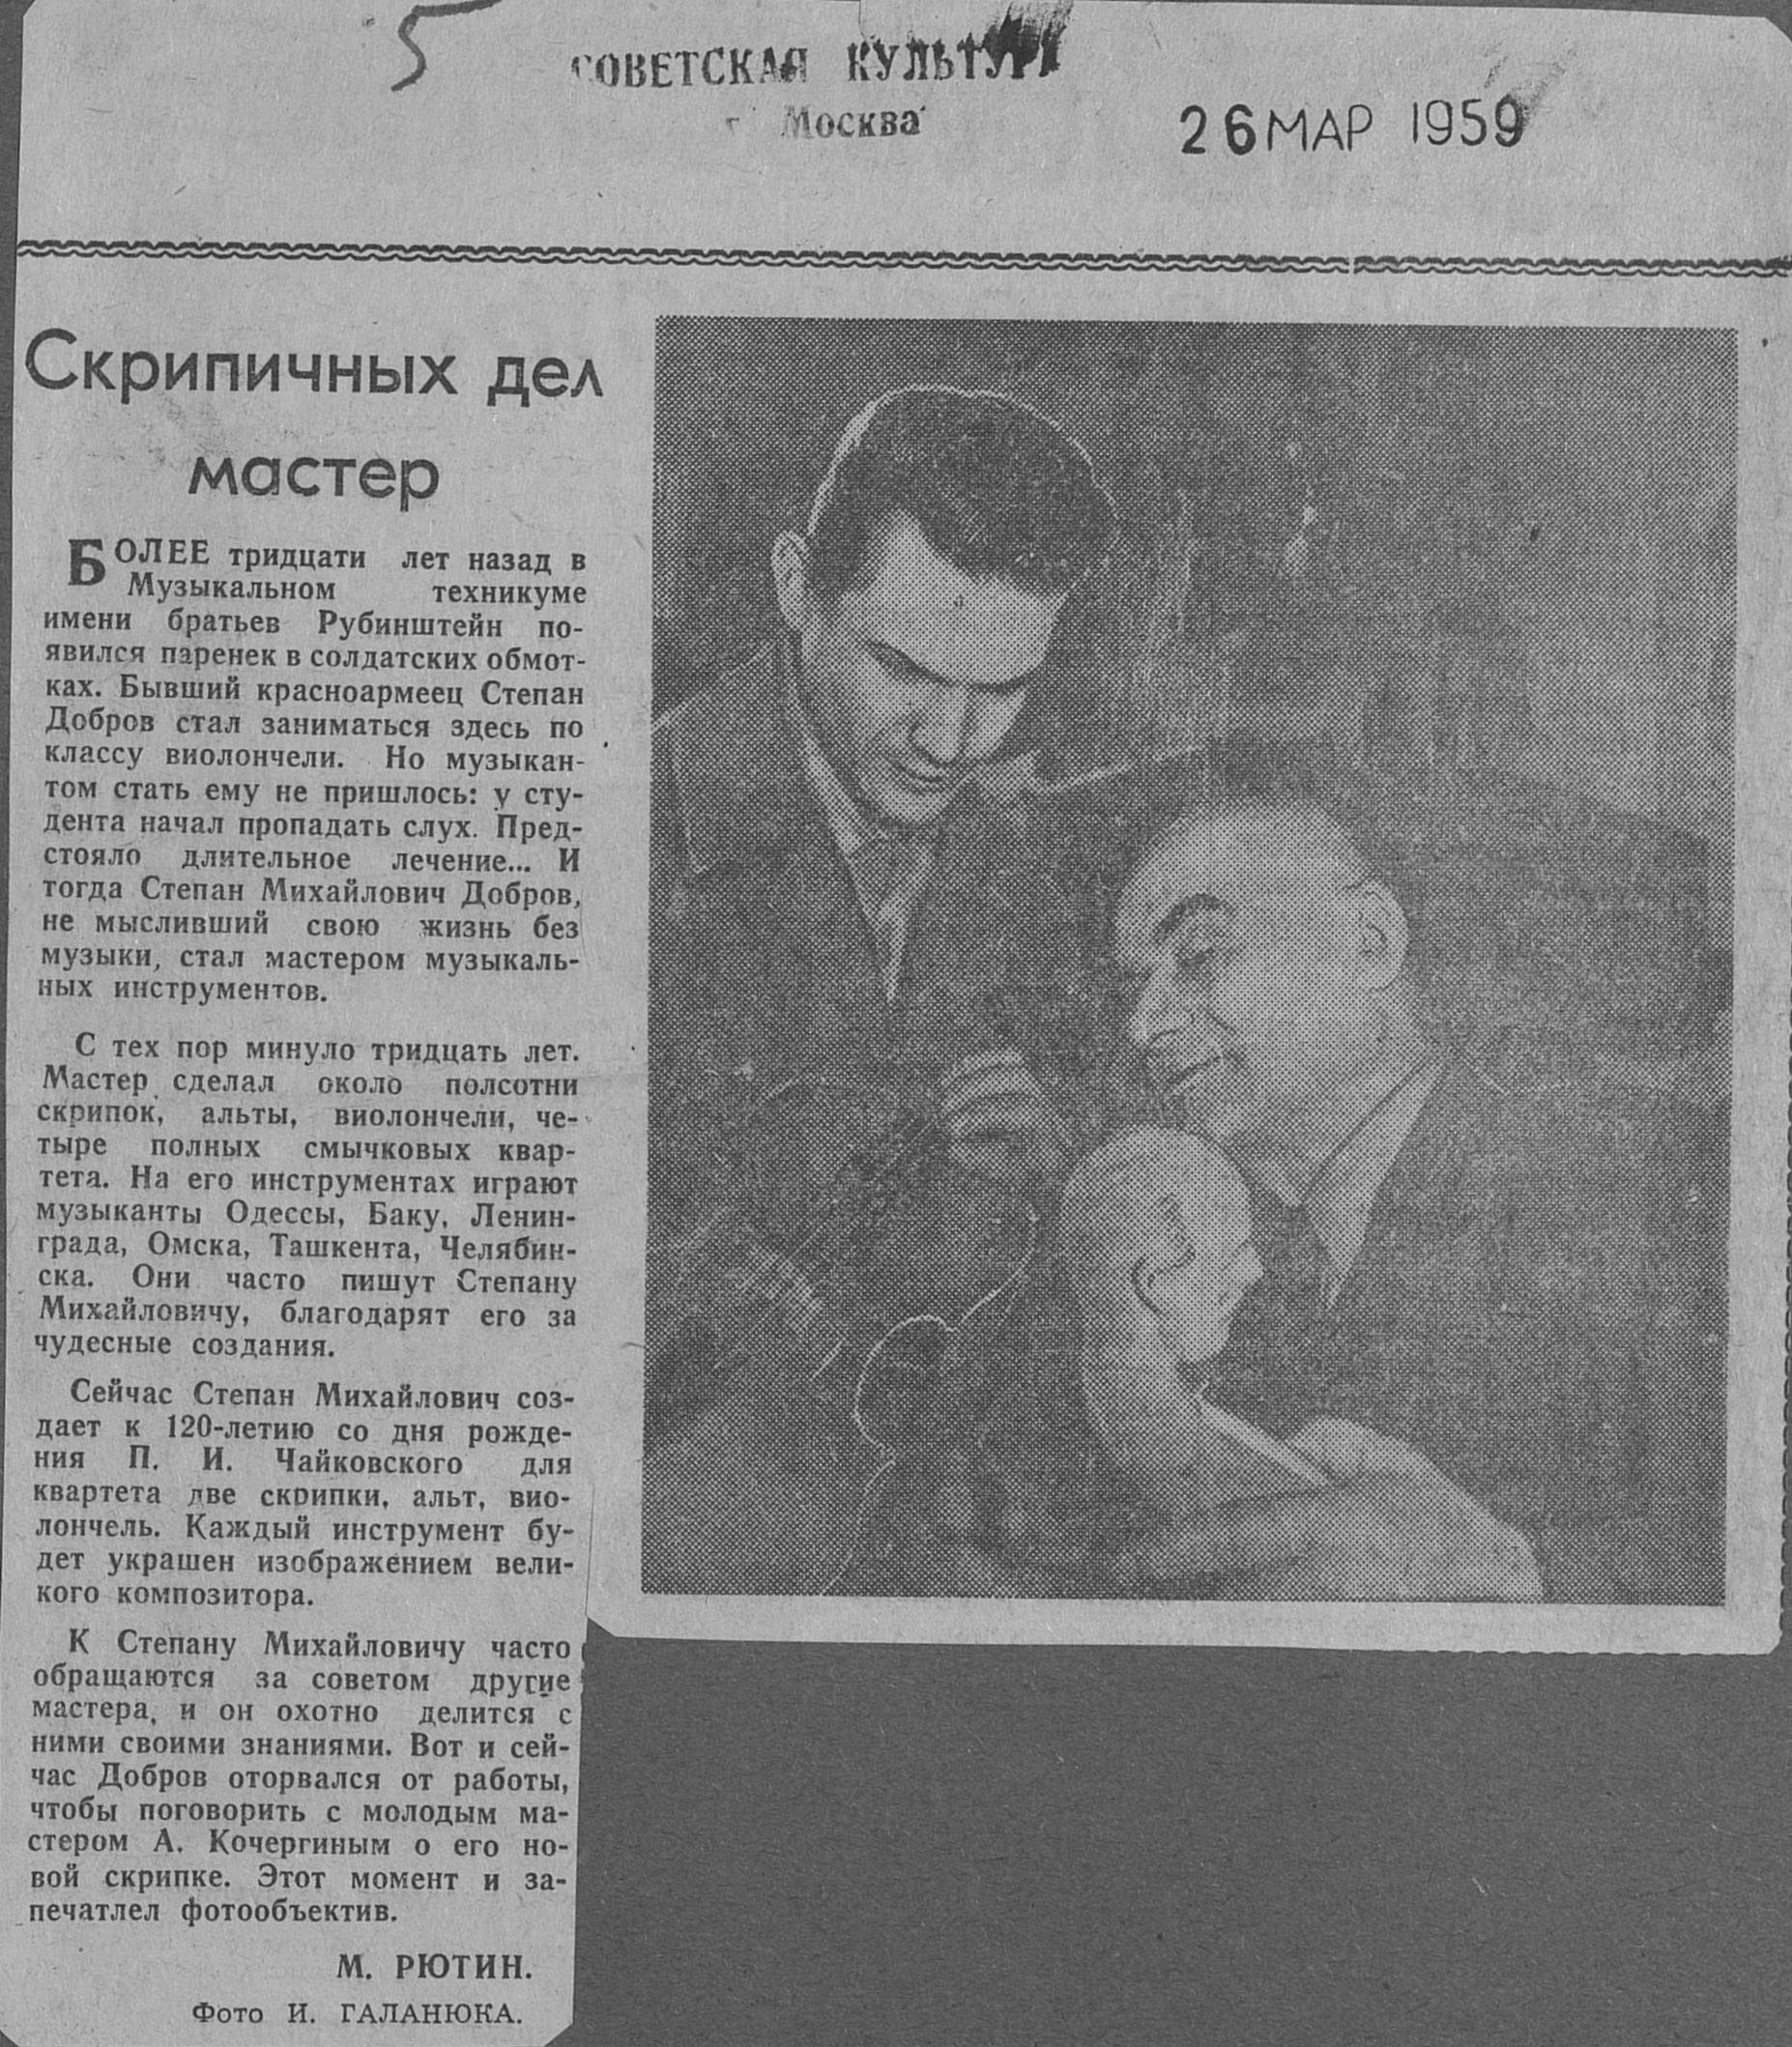 5
СОВЕТСКАЯ КУЛЬТУРА
г. Москва
26 МАР 1959
Скрипичных дел
мастер
БОЛЕЕ тридцати лет назад в
Музыкальном техникуме
имени братьев Рубинштейн по-
явился паренек в солдатских обмот-
ках. Бывший красноармеец Степан
Добров стал заниматься здесь по
классу виолончели. Но музыкан-
том стать ему не пришлось: у сту-
дента начал пропадать слух. Пред-
стояло длительное лечение... И
тогда Степан Михайлович Добров,
не мысливший свою жизнь без
музыки, стал мастером музыкаль-
ных инструментов.
С тех пор минуло тридцать лет.
Мастер сделал около полсотни
скрипок, альты, виолончели, че-
тыре полных смычковых квар-
тета. На его инструментах играют
музыканты Одессы, Баку, Ленин-
града, Омска, Ташкента, Челябин-
ска. Они часто пишут Степану
Михайловичу, благодарят его за
чудесные создания.
Сейчас Степан Михайлович соз-
дает к 120-летию со дня рожде-
ния П. И. Чайковского для
квартета две скрипки, альт, вио-
лончель. Каждый инструмент бу-
дет украшен изображением вели-
кого композитора.
К Степану Михайловичу часто
обращаются за советом другие
мастера, и он охотно делится с
ними своими знаниями. Вот и сей-
час Добров оторвался от работы,
чтобы поговорить с молодым ма-
стером А. Кочергиным о его но-
вой скрипке. Этот момент и за-
печатлел фотообъектив.
М. РЮТИН.
Фото И. ГАЛАНЮКА.